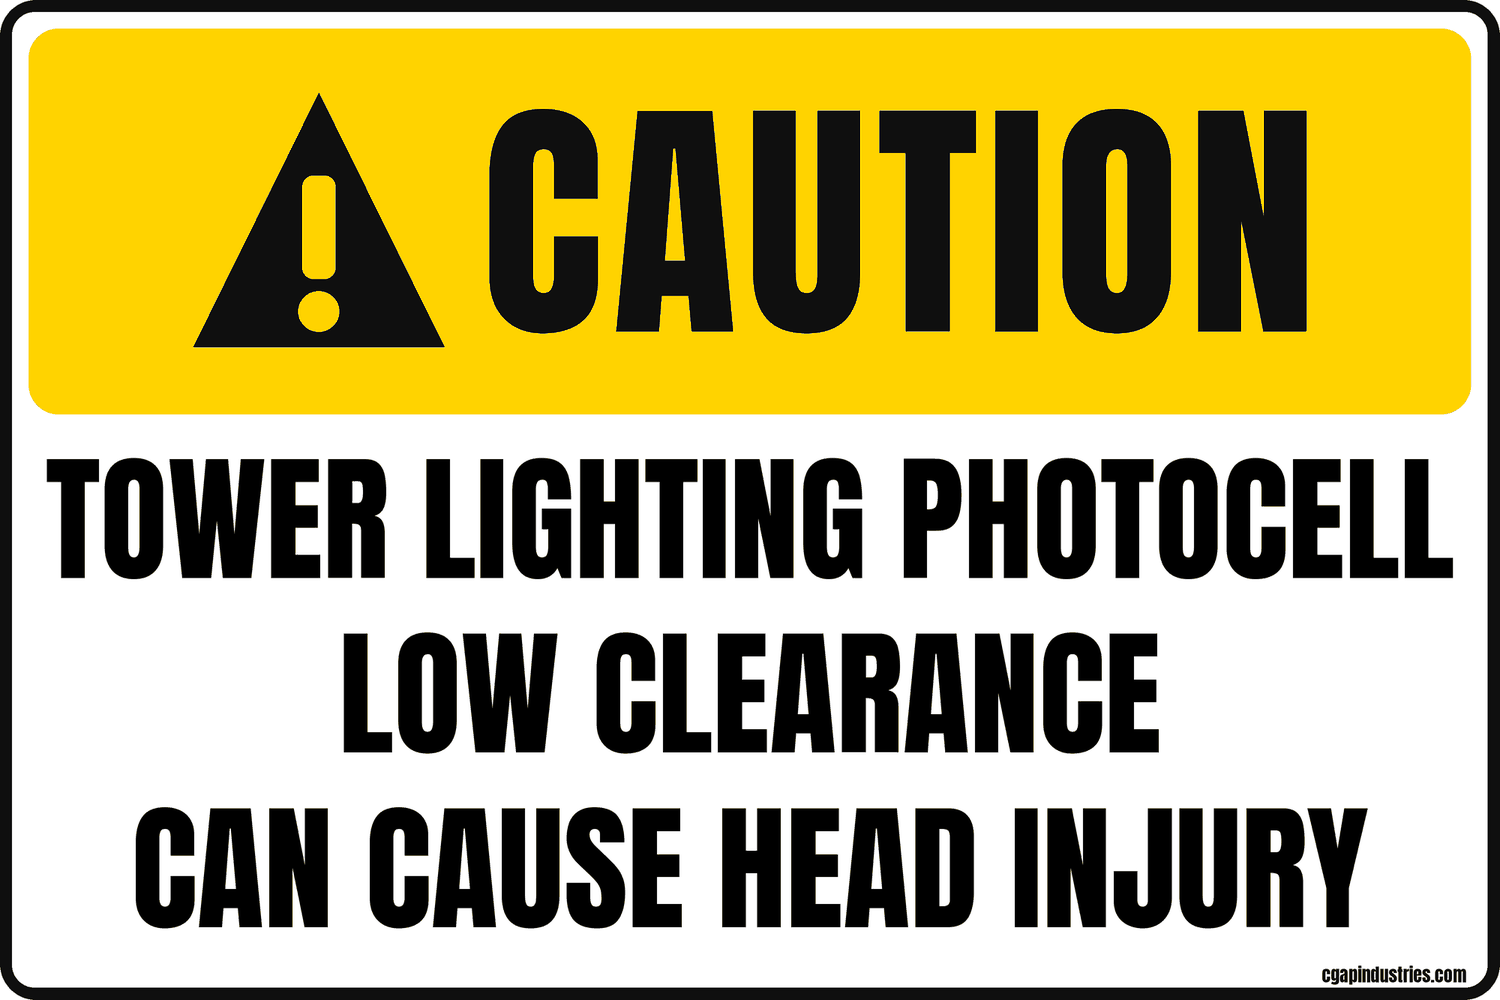 CAUTION
TOWER LIGHTING PHOTOCELL
LOW CLEARANCE
CAN CAUSE HEAD INJURY
cgapindustries.com